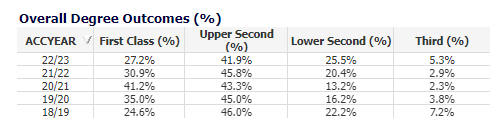 Overall Degree Outcomes (%)
ACCYEAR First Class (%) Upper Second (%) Lower Second (%) Third (%)
22/23 27.2% 41.9% 25.5% 5.3%
21/22 30.9% 45.8% 20.4% 2.9%
20/21 41.2% 43.3% 13.2% 2.3%
19/20 35.0% 45.0% 16.2% 3.8%
18/19 24.6% 46.0% 22.2% 7.2%